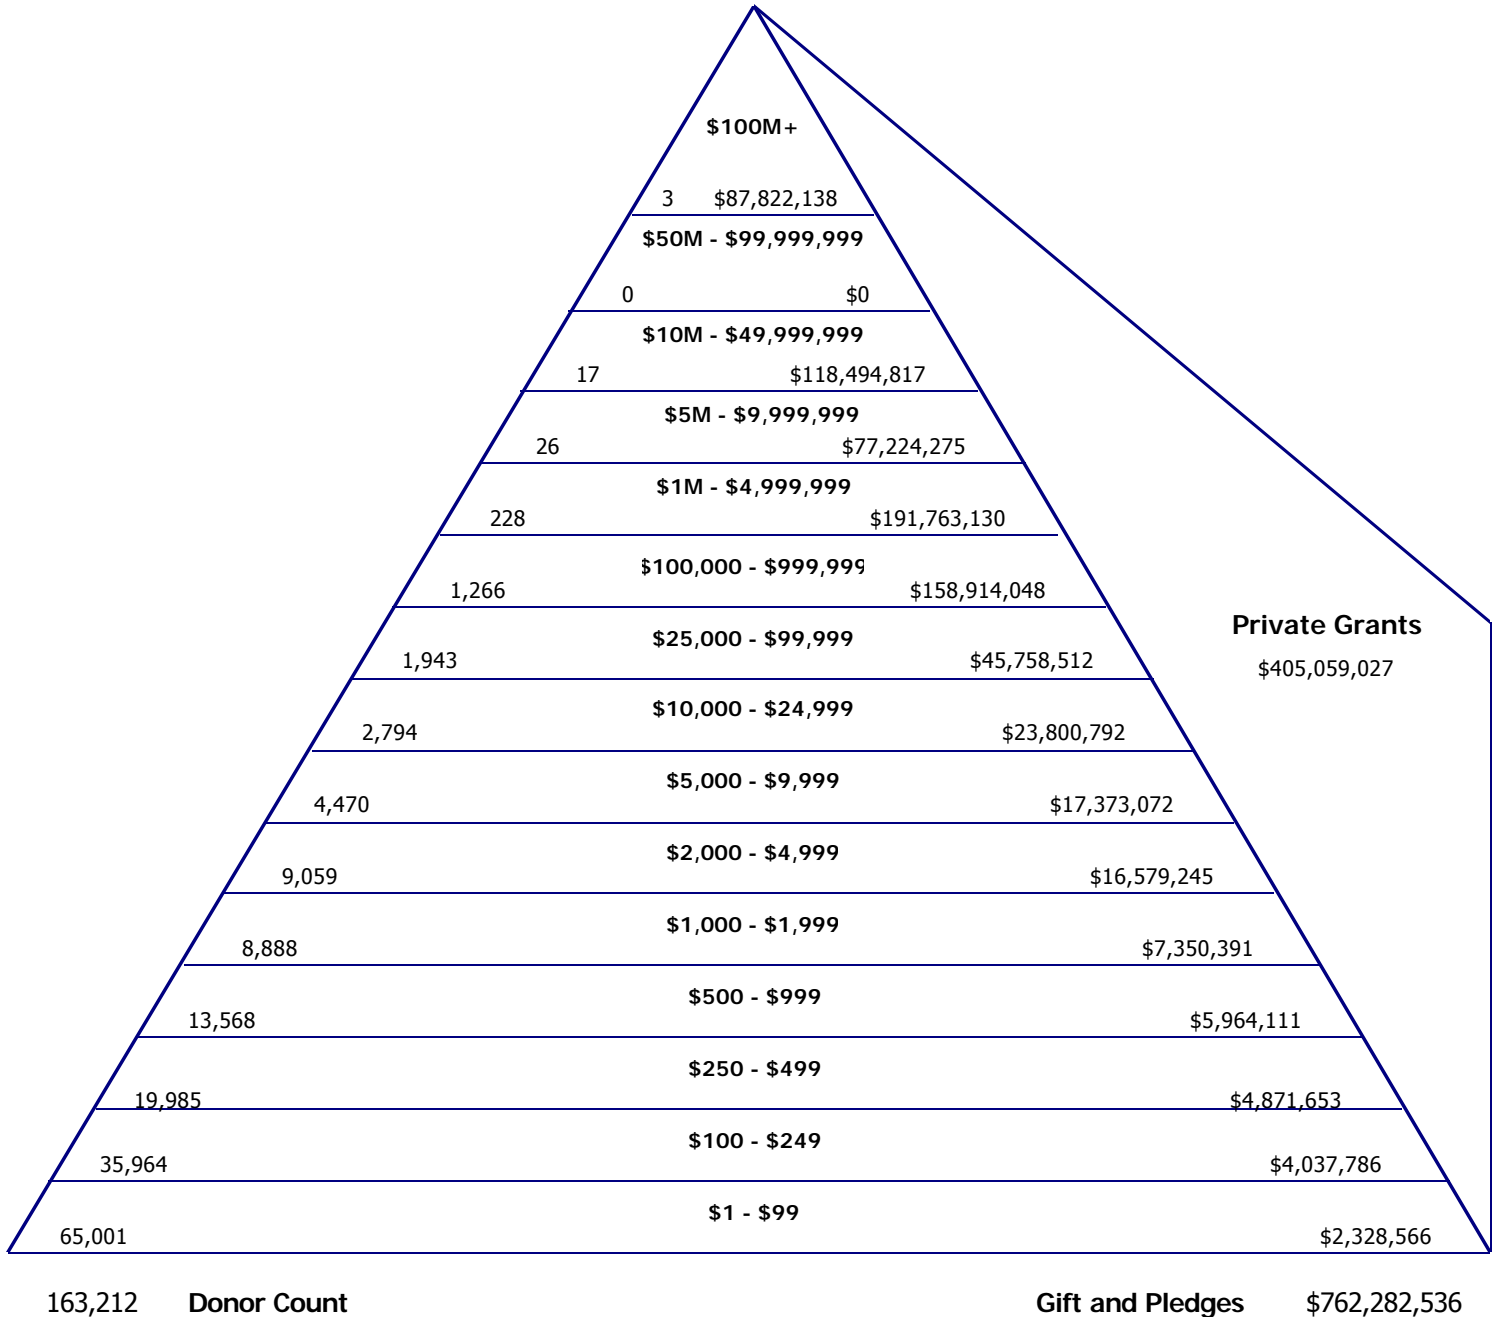 $100M+
3 $87,822,138
$50M - $99,999,999
0 $0
$10M - $49,999,999
17 $118,494,817
$5M - $9,999,999
26 $77,224,275
$1M - $4,999,999
228 $191,763,130
$100,000 - $999,999
1,266 $158,914,048
Private Grants
$25,000 - $99,999
1,943 $45,758,512
$405,059,027
$10,000 - $24,999
2,794 $23,800,792
$5,000 - $9,999
4,470 $17,373,072
$2,000 - $4,999
9,059 $16,579,245
$1,000 - $1,999
8,888 $7,350,391
$500 - $999
13,568 $5,964,111
$250 - $499
19,985 $4,871,653
$100 - $249
35,964 $4,037,786
$1 - $99
65,001 $2,328,566
163,212 Donor Count Gift and Pledges $762,282,536